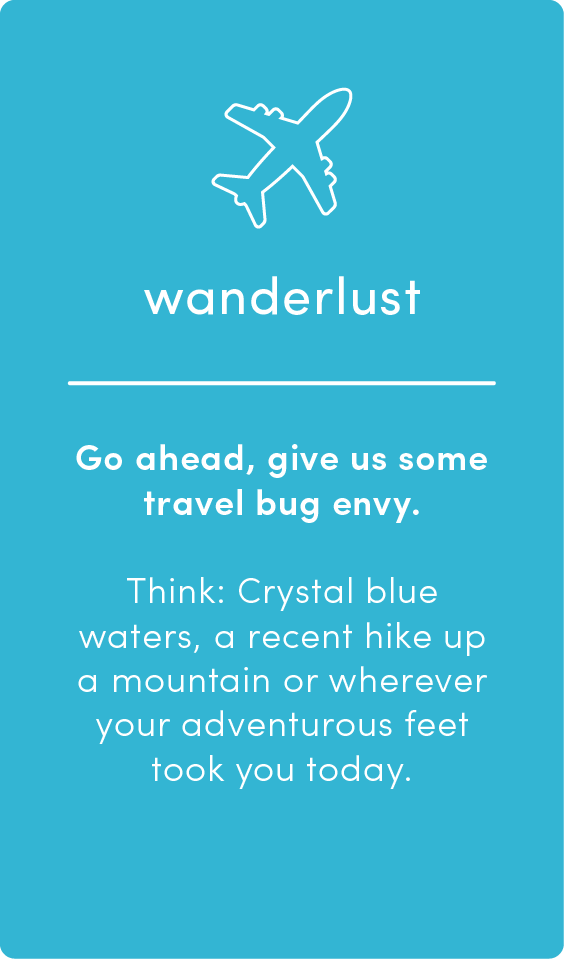 wanderlust
Go ahead, give us some
travel bug envy.
Think: Crystal blue
waters, a recent hike up
a mountain or wherever
your adventurous feet
took you today.